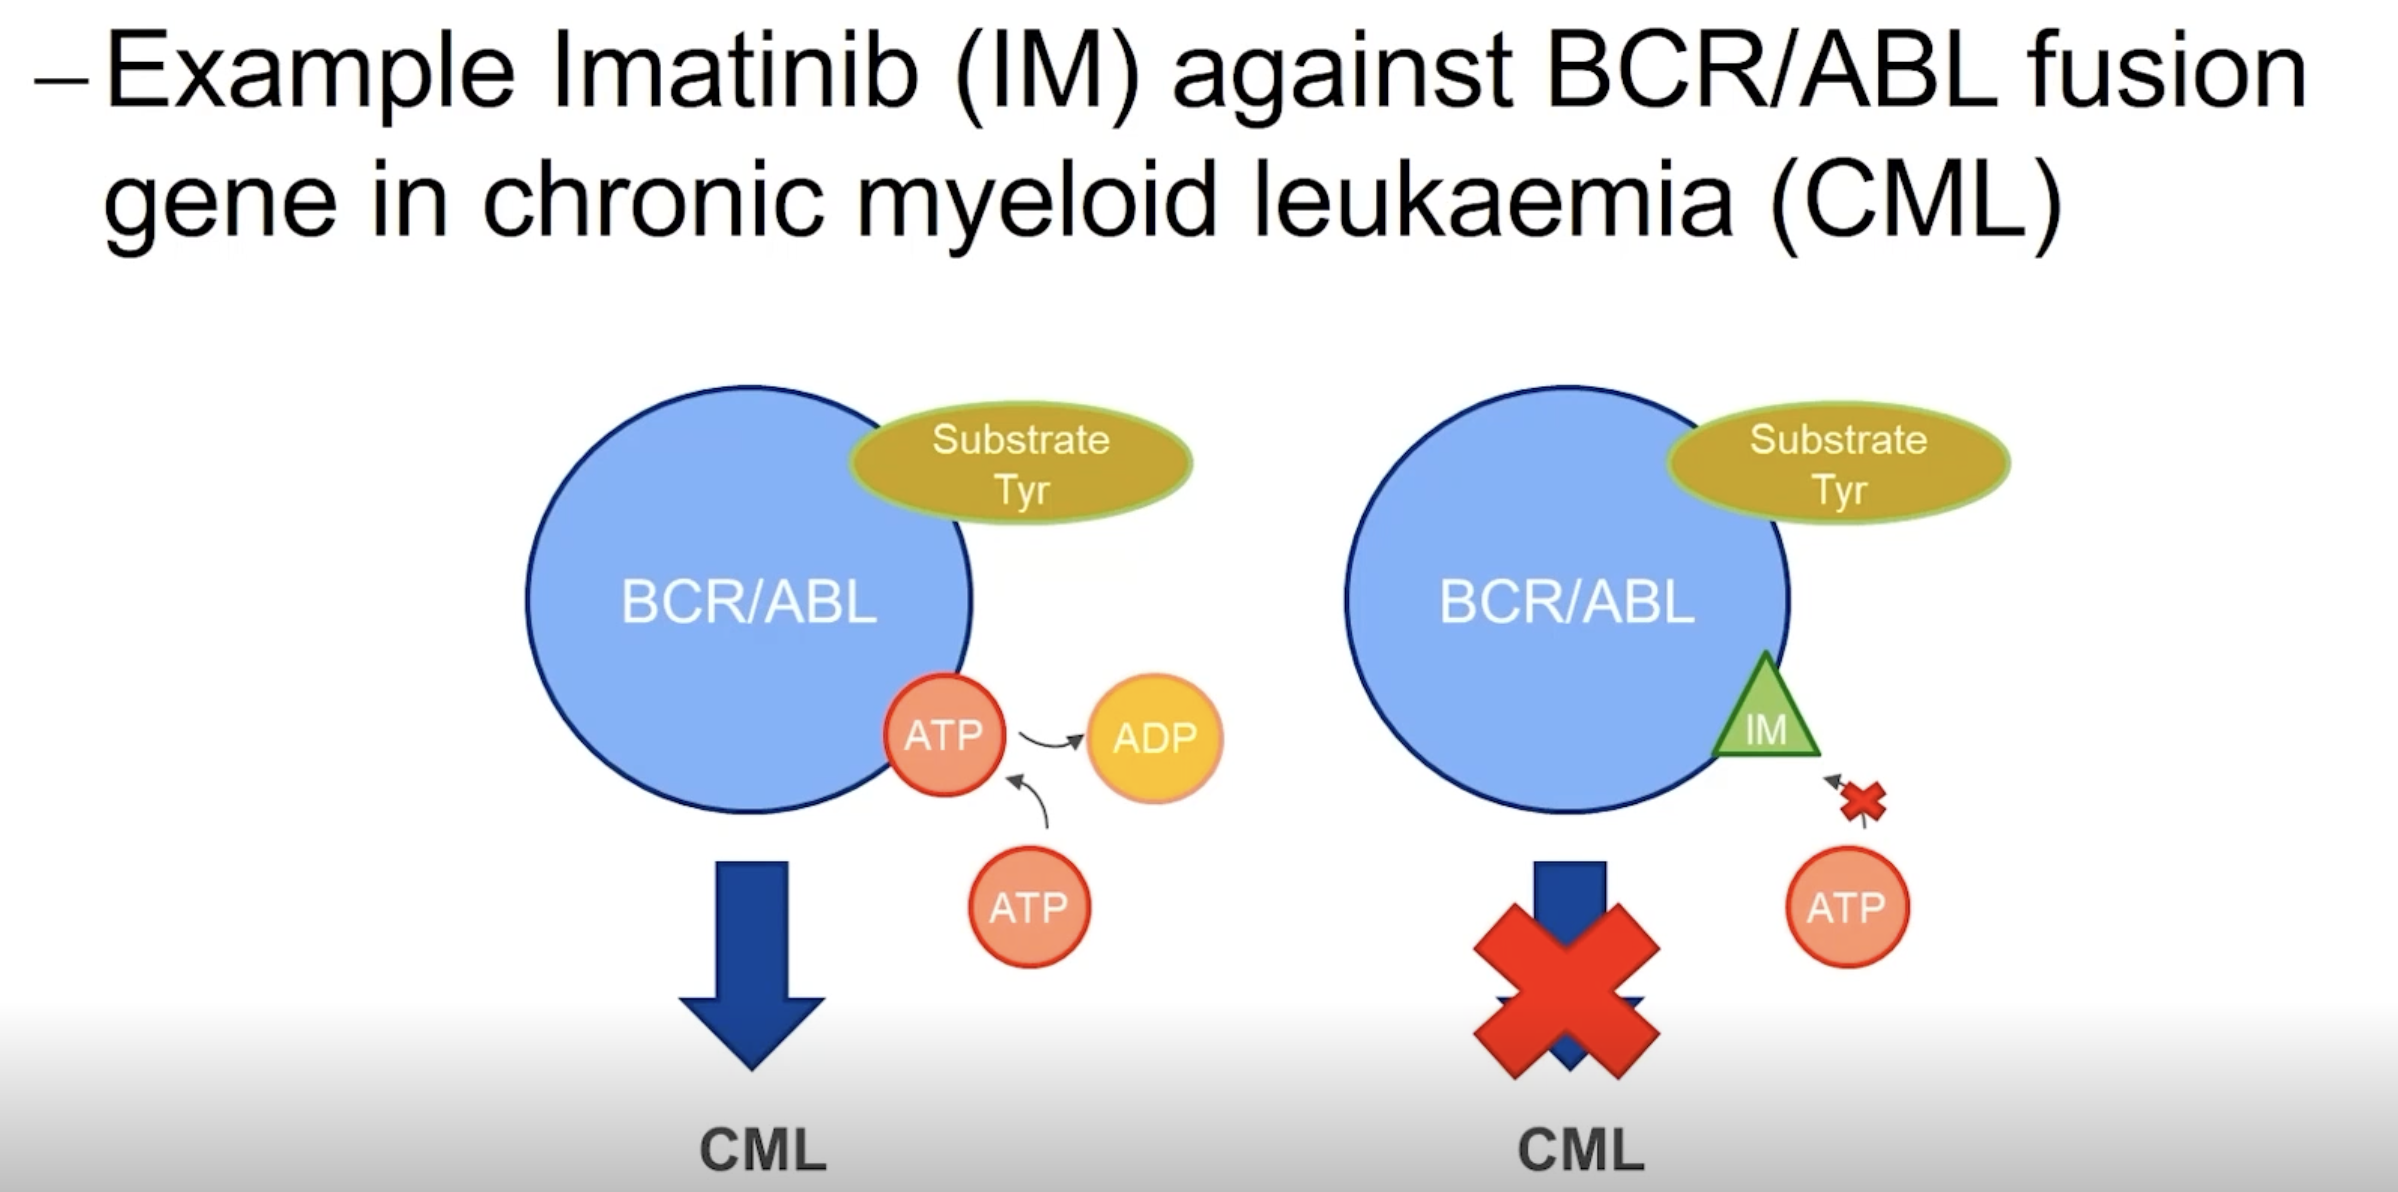 –Example Imatinib (IM) against BCR/ABL fusion
gene in chronic myeloid leukaemia (CML)
Substrate
Tyr
BCR/ABL
ATP
ADP
ATP
CML
Substrate
Tyr
BCR/ABL
IM
ATP
CML